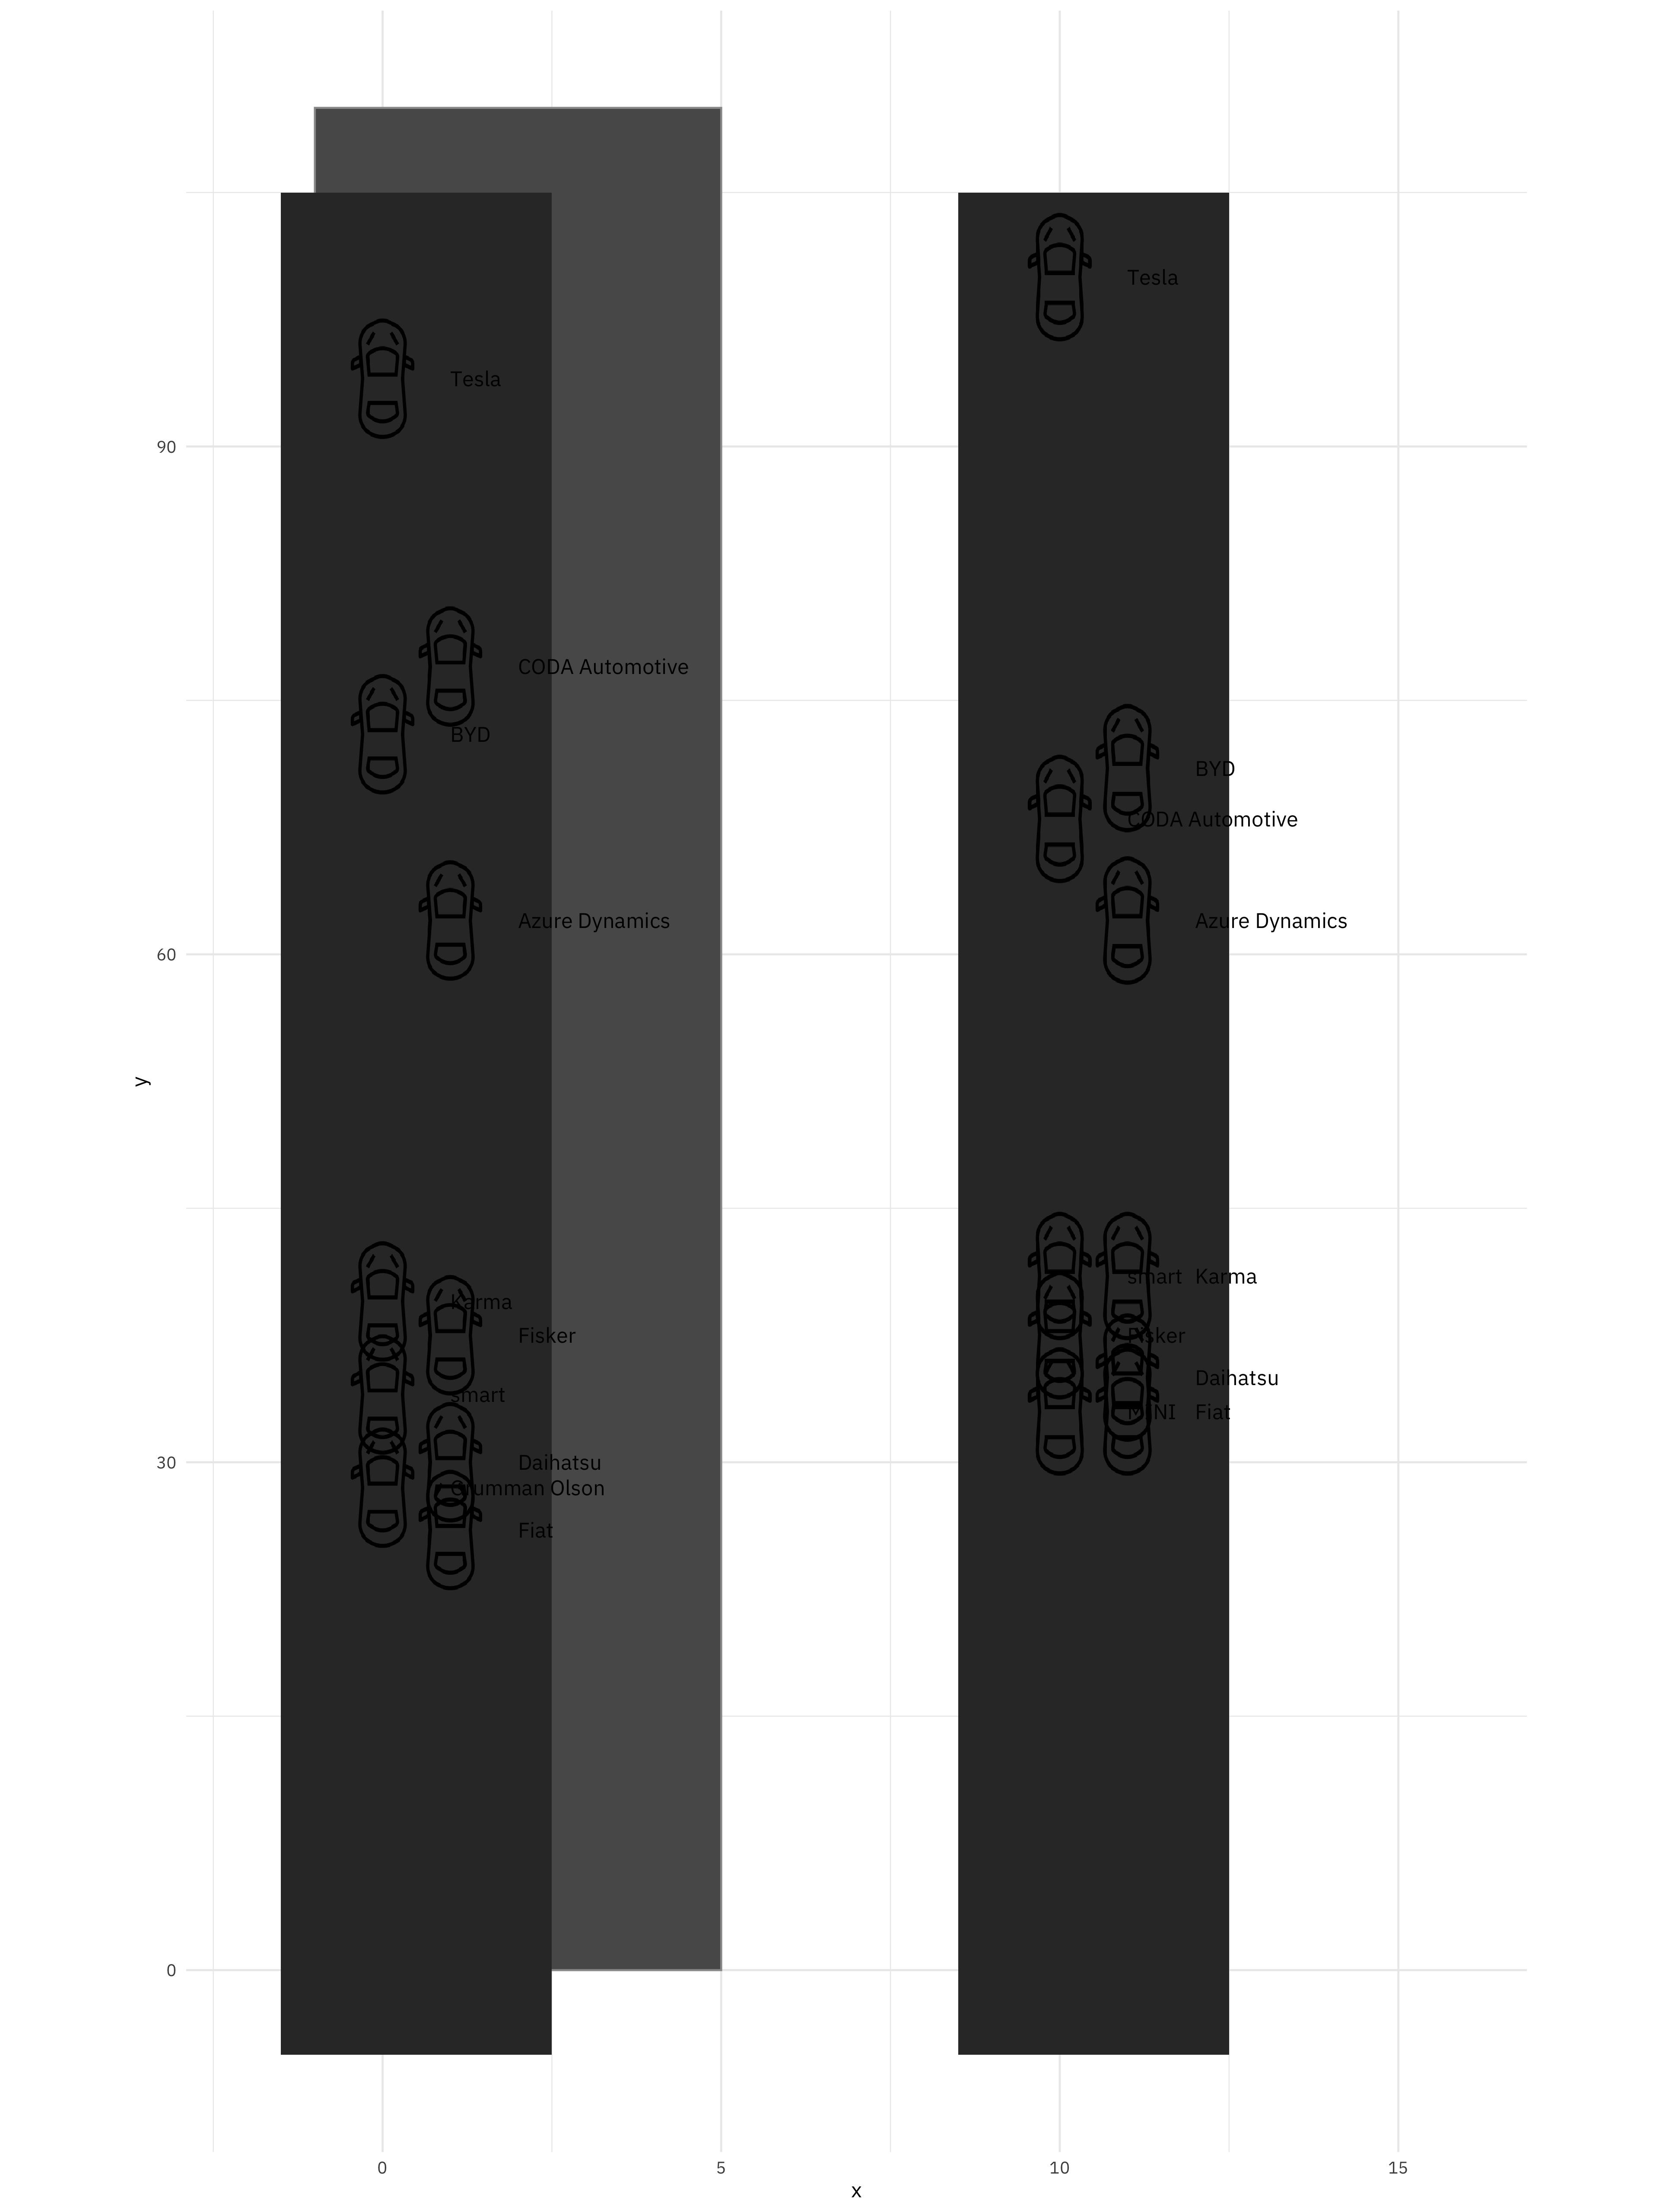 Tesla
Tesla
90
CODA Automotive
BYD
BYD
CODA Automotive
Azure Dynamics
Azure Dynamics
60
y
smart
Karma
Karma
Fisker
Fisker
smart
Daihatsu
MINI
Fiat
30
Daihatsu
Grumman Olson
Fiat
0
0
5
10
15
x